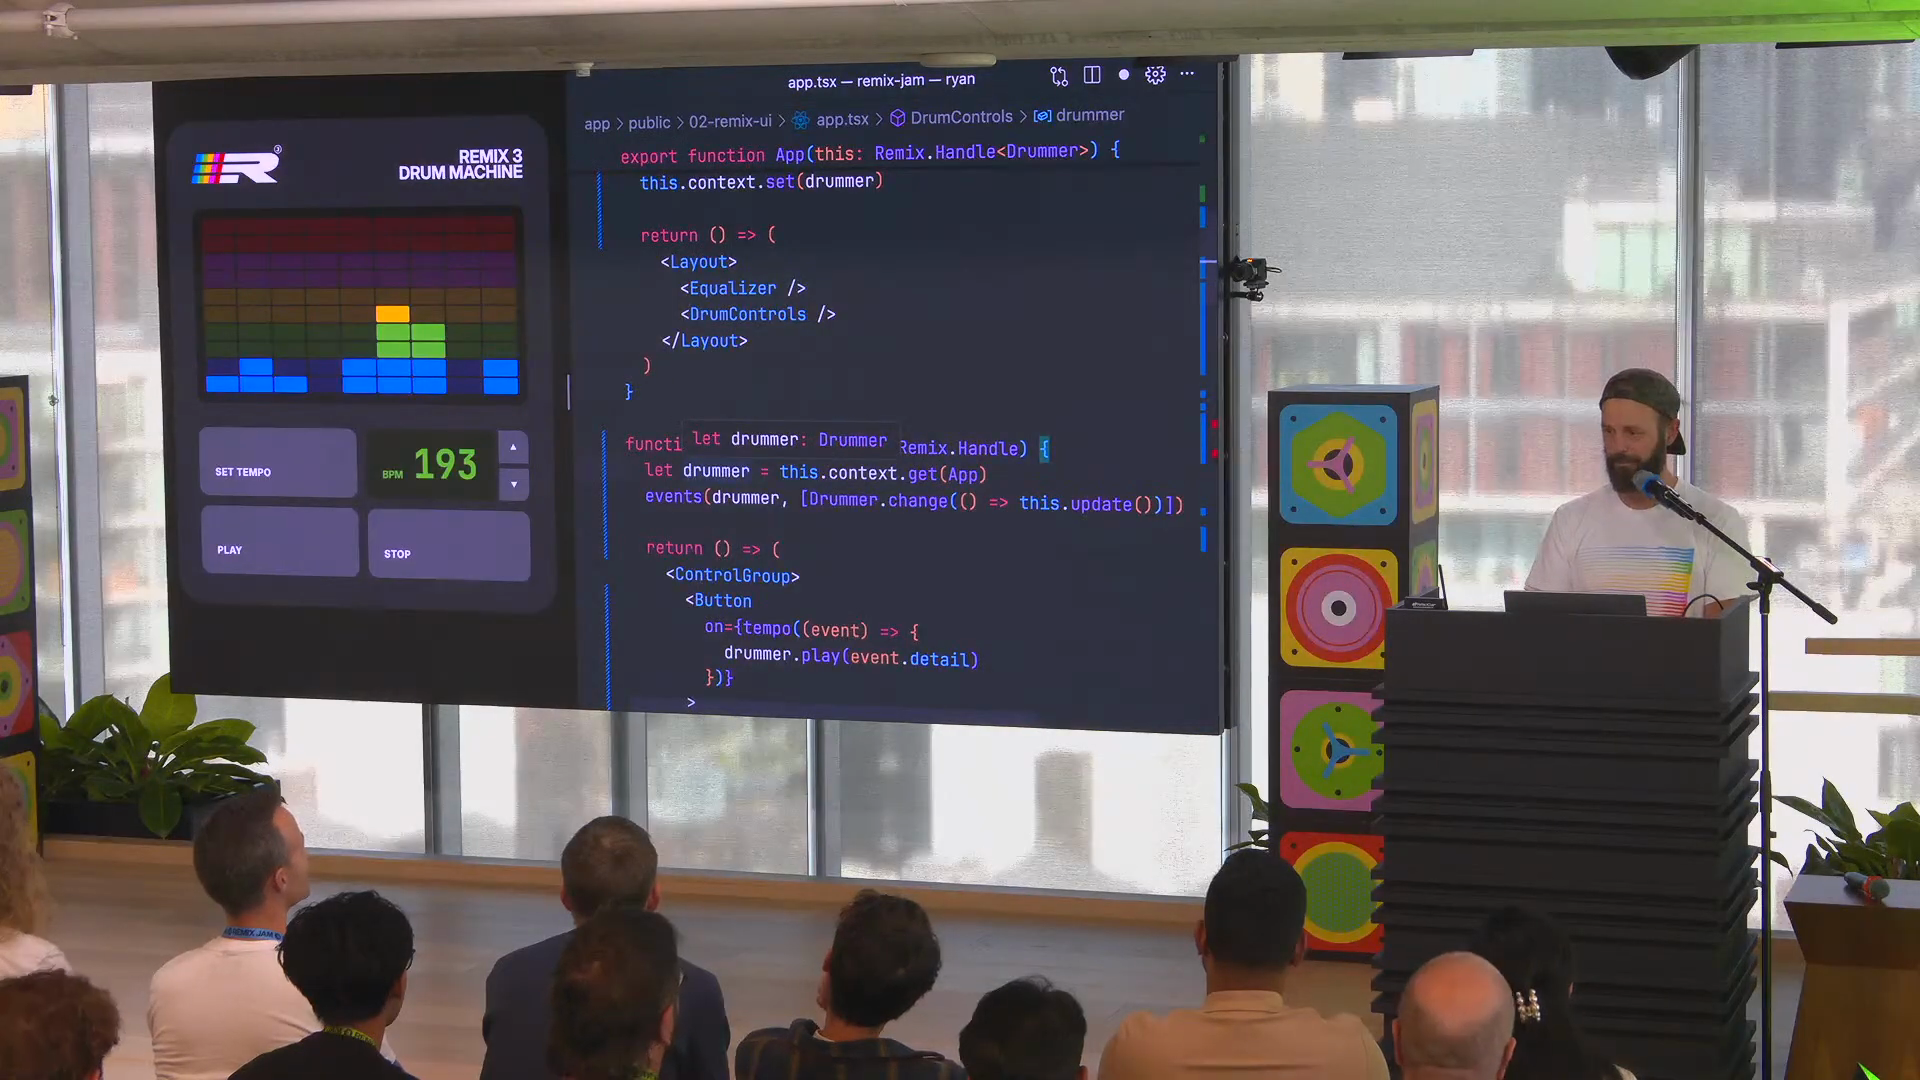 R3
REMIX 3
DRUM MACHINE
SET TEMPO
BPM 193
PLAY
STOP
app.tsx — remix-jam — ryan
app > public > 02-remix-ui > app.tsx > DrumControls > drummer
export function App(this: Remix.Handle<Drummer>) {
this.context.set(drummer)
return () => (
<Layout>
<Equalizer />
<DrumControls />
</Layout>
)
}
let drummer: Drummer
functi Remix.Handle) {
let drummer = this.context.get(App)
events(drummer, [Drummer.change(() => this.update())])
return () => (
<ControlGroup>
<Button
on={tempo((event) => {
drummer.play(event.detail)
})}
>
REMIX JAM